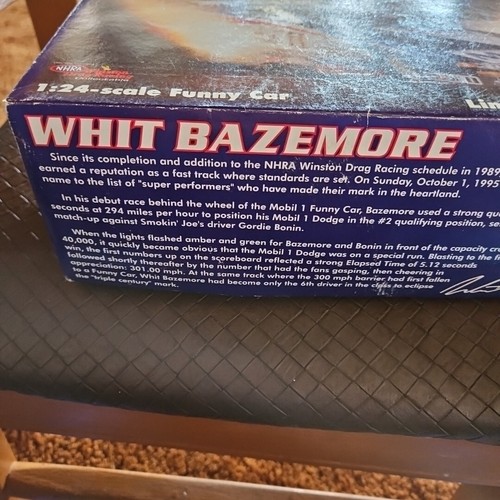 NHRA
1:24-scale Funny Car
WHIT BAZEMORE
Since its completion and addition to the NHRA Winston Drag Racing schedule in 1989
earned a reputation as a fast track where standards are set. On Sunday, October 1, 1995
name to the list of "super performers" who have made their mark in the heartland.
In his debut race behind the wheel of the Mobil 1 Funny Car, Bazemore used a strong
seconds at 294 miles per hour to position his Mobil 1 Dodge in the #2 qualifying position,
match-up against Smokin' Joe's driver Gordie Bonin.
When the lights flashed amber and green for Bazemore and Bonin in front of the capacity
40,000, it quickly became obvious that the Mobil 1 Dodge was on a special run. Blasting to the
win, the first numbers up on the scoreboard reflected a strong Elapsed Time of 5.12 seconds
followed shortly thereafter by the number that had the fans gasping, then cheering in
appreciation: 301.00 mph. At the same track where the 300 mph barrier had first fallen
to a Funny Car, Whit Bazemore had become only the 6th driver in the class to eclipse
the "triple century" mark.